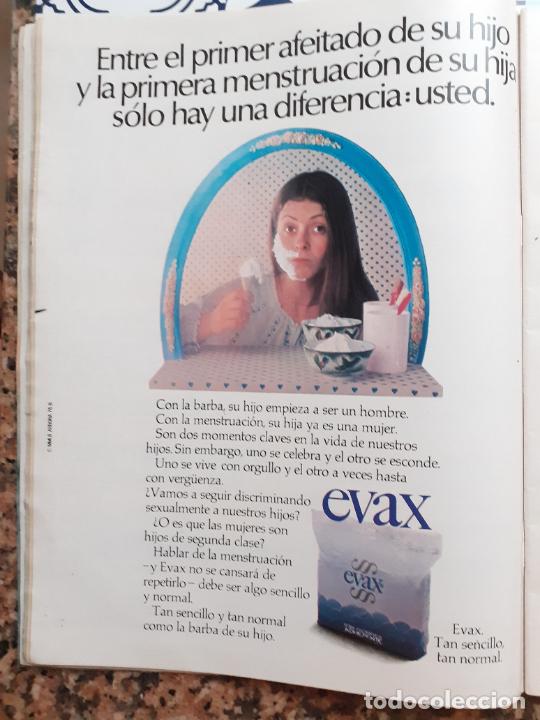 Entre el primer afeitado de su hijo
y la primera menstruación de su hija
sólo hay una diferencia: usted.
Con la barba, su hijo empieza a ser un hombre.
Con la menstruación, su hija ya es una mujer.
Son dos momentos claves en la vida de nuestros
hijos. Sin embargo, uno se celebra y el otro se esconde.
Uno se vive con orgullo y el otro a veces hasta
con vergüenza.
¿Vamos a seguir discriminando
sexualmente a nuestros hijos?
¿O es que las mujeres son
hijos de segunda clase?
Hablar de la menstruación
–y Evax no se cansará de
repetirlo– debe ser algo sencillo
y normal.
Tan sencillo y tan normal
como la barba de su hijo.
evax
evax
Evax.
Tan sencillo,
tan normal.
todocoleccion.net